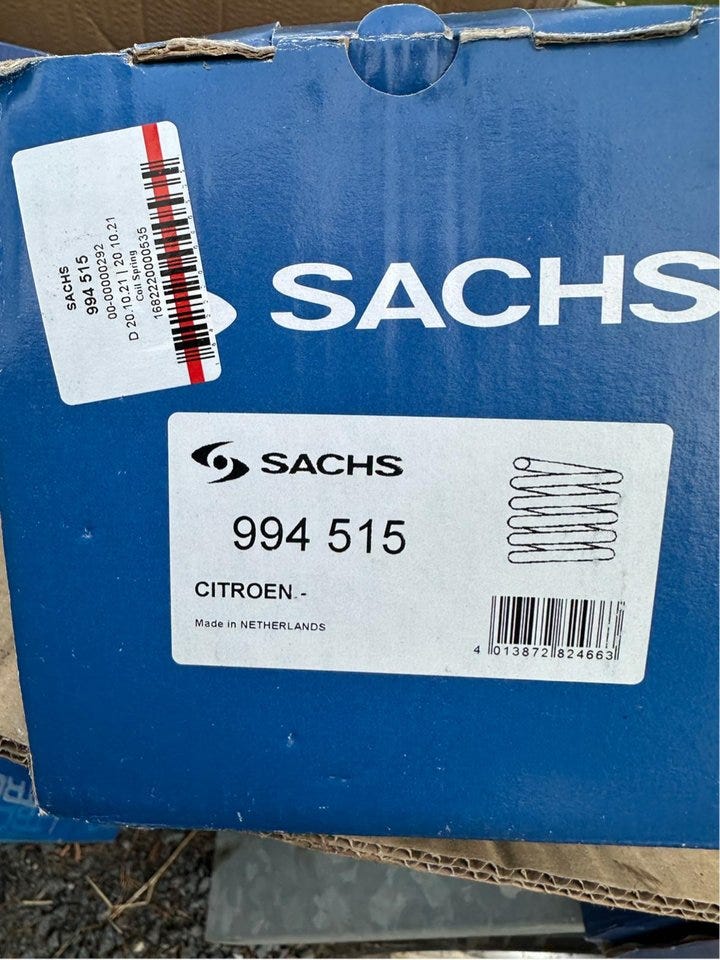 SACHS
994 515
00-00000292
D 20.10.21 | 20.10.21
Coil Spring
1692220000535
SACHS
SACHS
994 515
CITROEN -
Made in NETHERLANDS
4 013872 824663